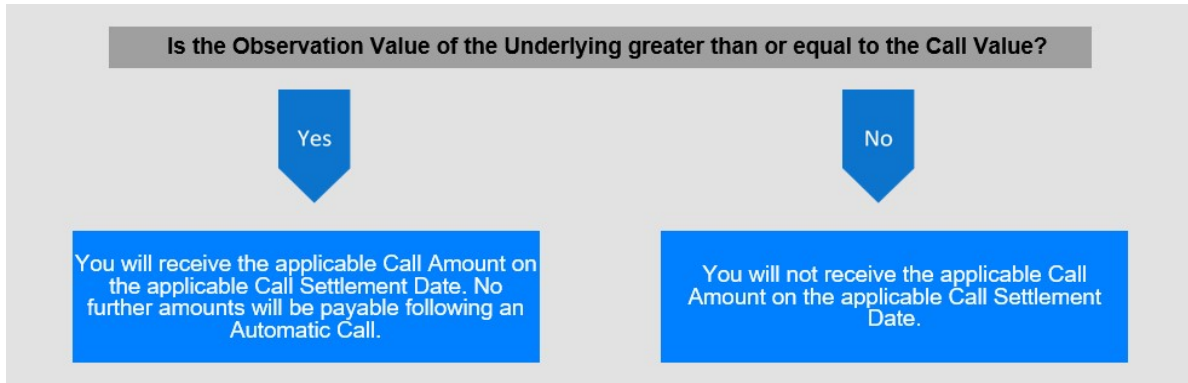 Is the Observation Value of the Underlying greater than or equal to the Call Value?
Yes
No
You will receive the applicable Call Amount on
the applicable Call Settlement Date. No
further amounts will be payable following an
Automatic Call.
You will not receive the applicable Call
Amount on the applicable Call Settlement
Date.